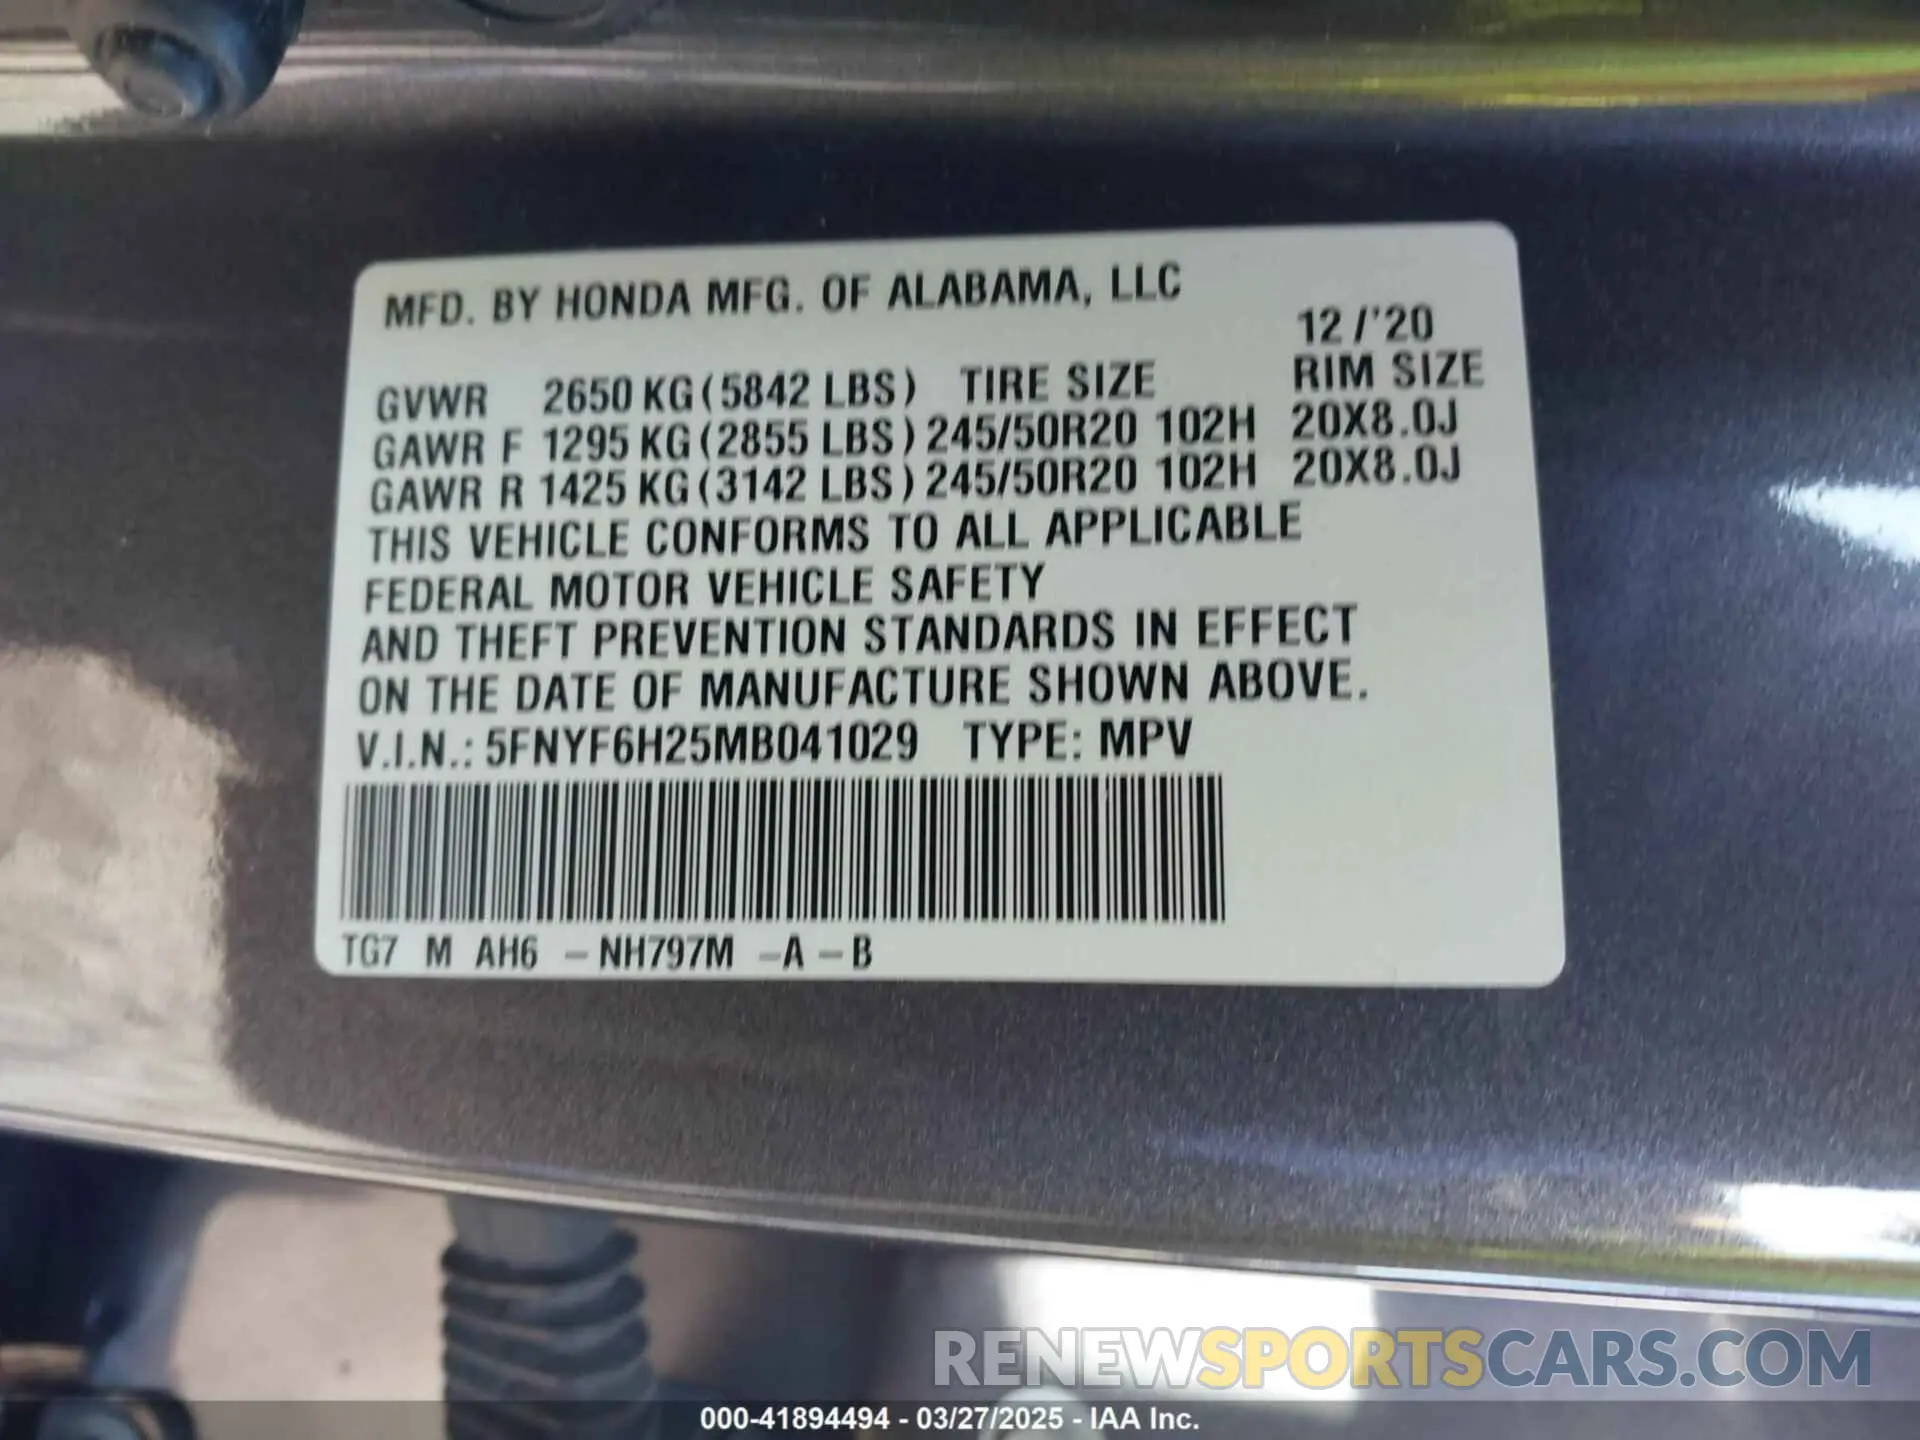 MFD. BY HONDA MFG. OF ALABAMA, LLC
12 /'20
GVWR 2650 KG (5842 LBS) TIRE SIZE RIM SIZE
GAWR F 1295 KG (2855 LBS) 245/50R20 102H 20X8.0J
GAWR R 1425 KG (3142 LBS) 245/50R20 102H 20X8.0J
THIS VEHICLE CONFORMS TO ALL APPLICABLE
FEDERAL MOTOR VEHICLE SAFETY
AND THEFT PREVENTION STANDARDS IN EFFECT
ON THE DATE OF MANUFACTURE SHOWN ABOVE.
V.I.N.: 5FNYF6H25MB041029 TYPE: MPV
TG7 M AH6 – NH797M – A – B
RENEWSPORTSCARS.COM
000-41894494 - 03/27/2025 - IAA Inc.